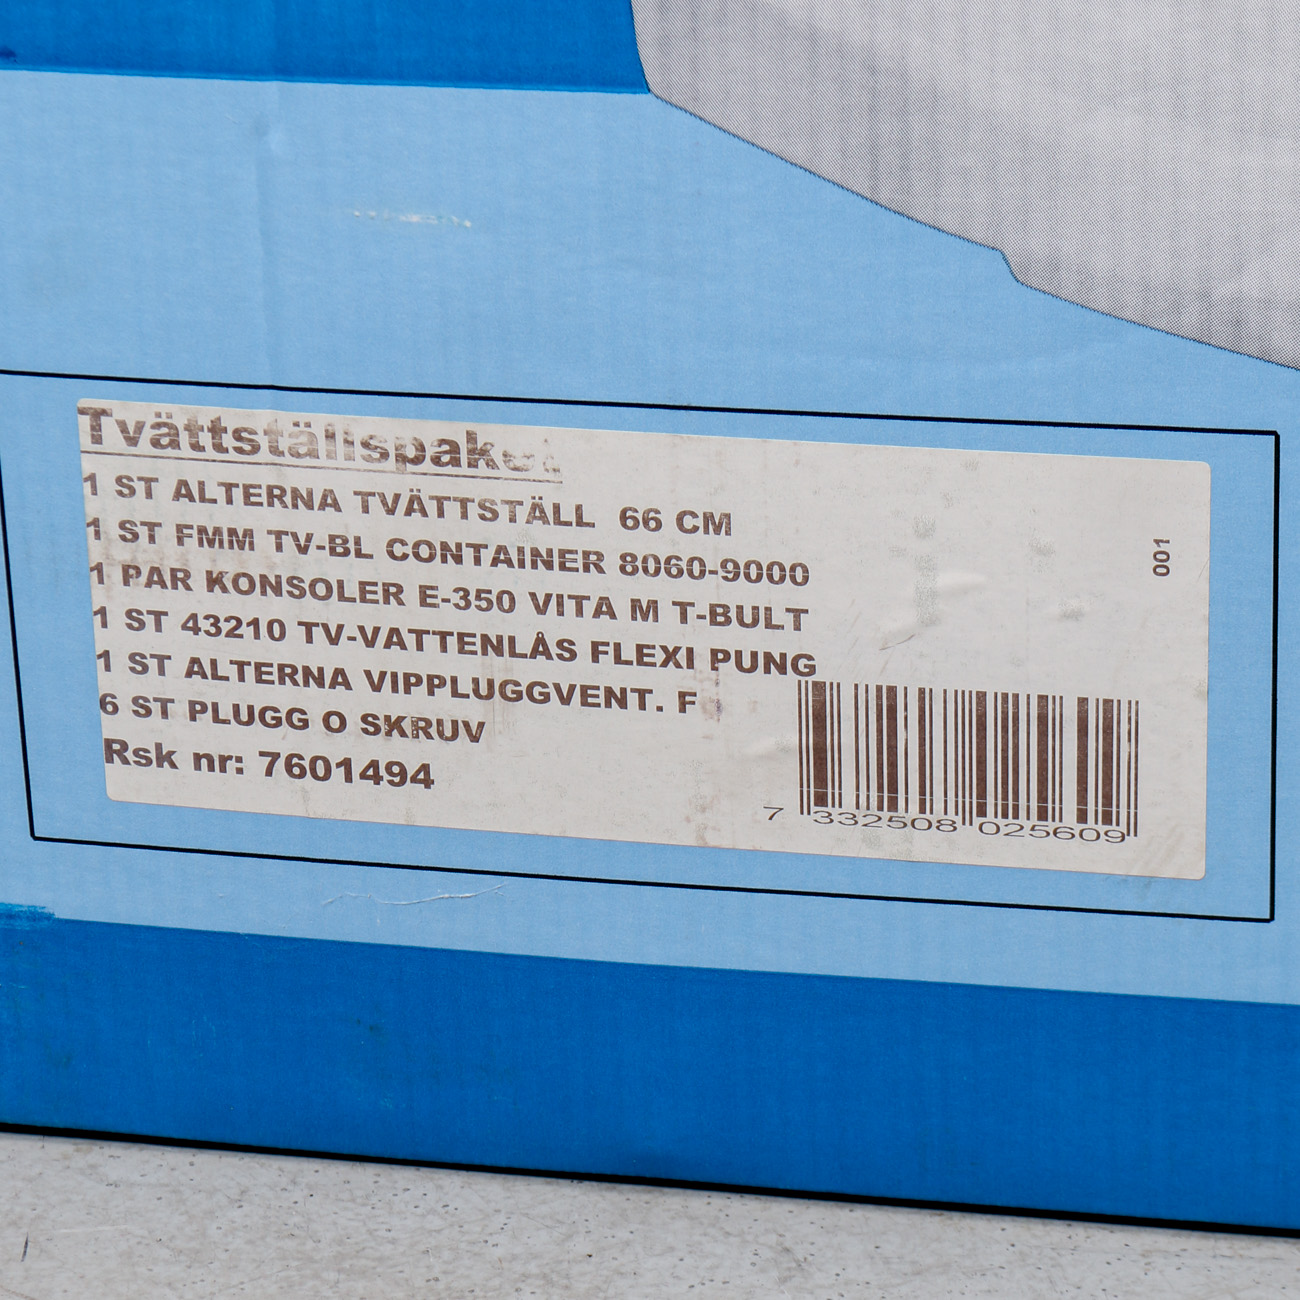 Tvättställspaket
1 ST ALTERNA TVÄTTSTÄLL 66 CM
1 ST FMM TV-BL CONTAINER 8060-9000
1 PAR KONSOLER E-350 VITA M T-BULT
1 ST 43210 TV-VATTENLÅS FLEXI PUNG
1 ST ALTERNA VIPPLUGGVENT. F
6 ST PLUGG O SKRUV
Rsk nr: 7601494
001
7 332508 025609